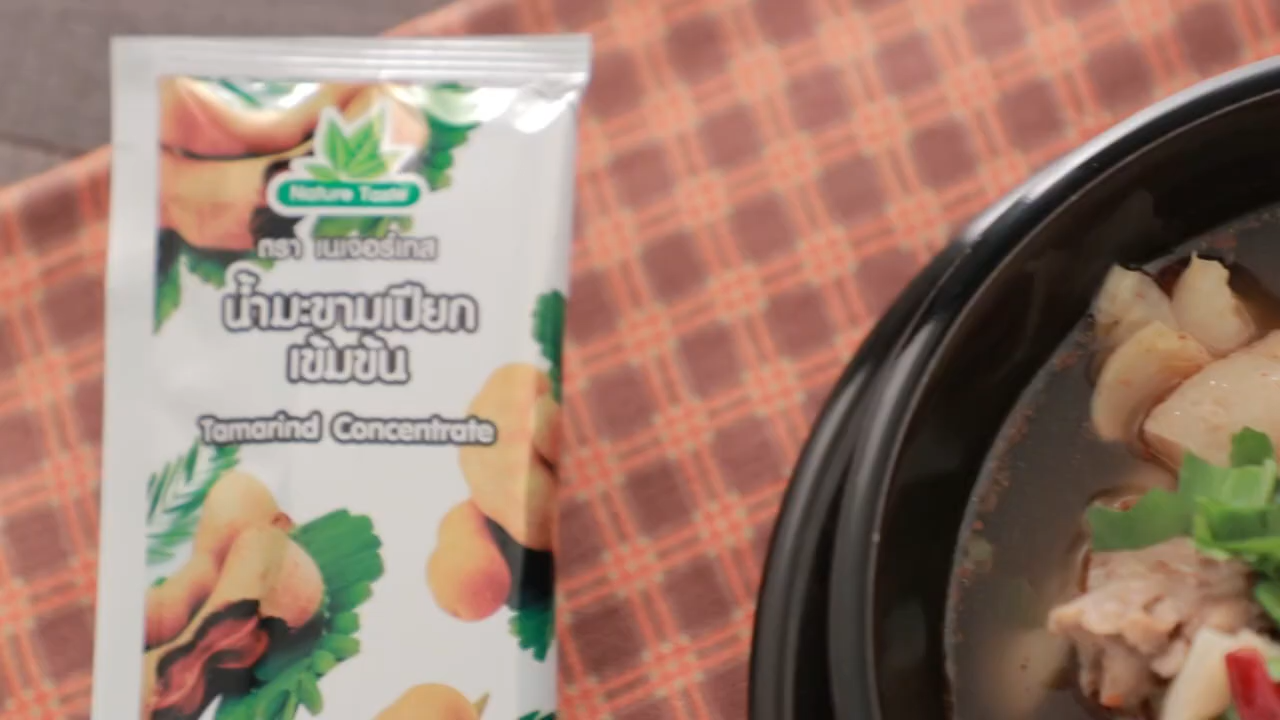 Nature Taste
ตรา เนเจอร์เทส
น้ำมะขามเปียก
เข้มข้น
Tamarind Concentrate